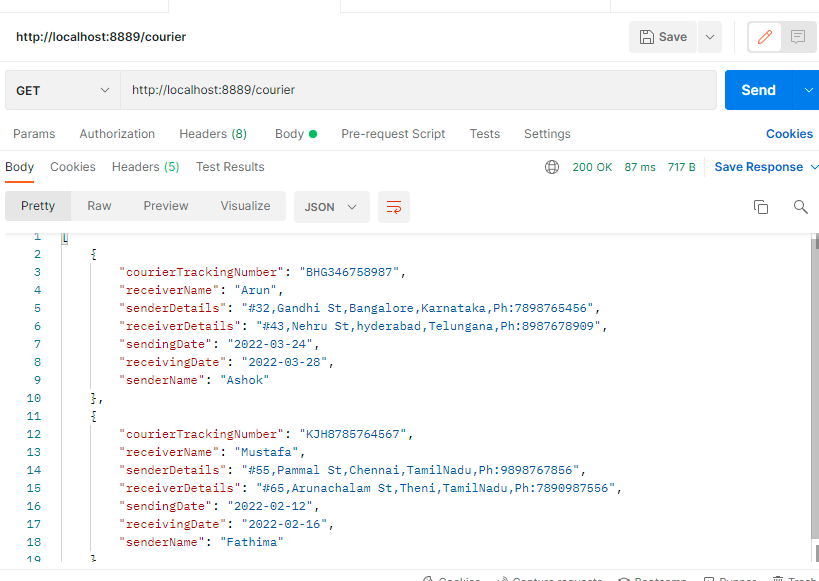 http://localhost:8889/courier
Save
GET
http://localhost:8889/courier
Send
Params Authorization Headers (8) Body Pre-request Script Tests Settings Cookies
Body Cookies Headers (5) Test Results 200 OK 87 ms 717 B Save Response
Pretty Raw Preview Visualize JSON
1 [
2 {
3 "courierTrackingNumber": "BHG346758987",
4 "receiverName": "Arun",
5 "senderDetails": "#32,Gandhi St,Bangalore,Karnataka,Ph:7898765456",
6 "receiverDetails": "#43,Nehru St,hyderabad,Telungana,Ph:8987678909",
7 "sendingDate": "2022-03-24",
8 "receivingDate": "2022-03-28",
9 "senderName": "Ashok"
10 },
11 {
12 "courierTrackingNumber": "KJH8785764567",
13 "receiverName": "Mustafa",
14 "senderDetails": "#55,Pammal St,Chennai,TamilNadu,Ph:9898767856",
15 "receiverDetails": "#65,Arunachalam St,Theni,TamilNadu,Ph:7890987556",
16 "sendingDate": "2022-02-12",
17 "receivingDate": "2022-02-16",
18 "senderName": "Fathima"
19 }
Cookies Capture requests Bootcamp Runner Trash